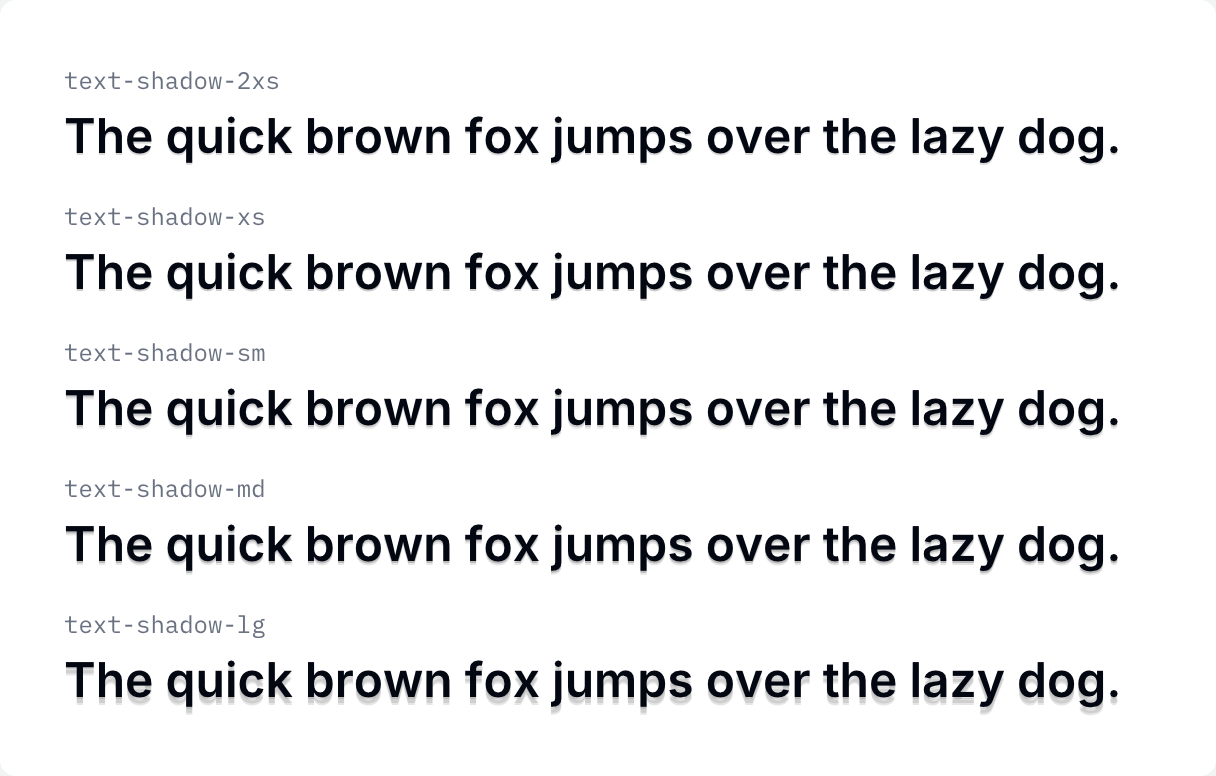 text-shadow-2xs
The quick brown fox jumps over the lazy dog.
text-shadow-xs
The quick brown fox jumps over the lazy dog.
text-shadow-sm
The quick brown fox jumps over the lazy dog.
text-shadow-md
The quick brown fox jumps over the lazy dog.
text-shadow-lg
The quick brown fox jumps over the lazy dog.